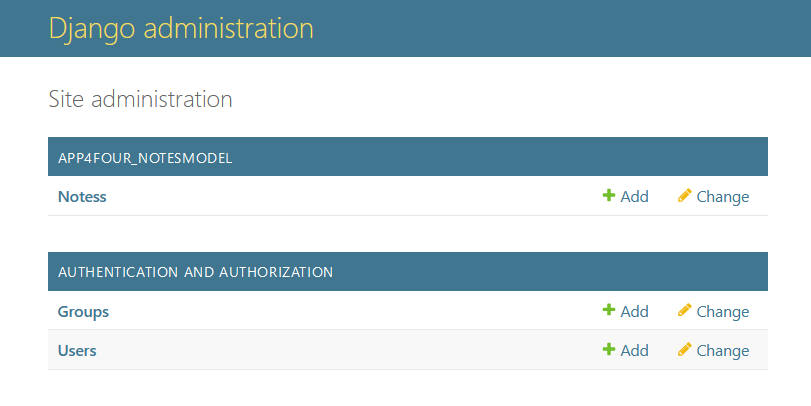 Django administration
Site administration
APP4FOUR_NOTESMODEL
Notess Add Change
AUTHENTICATION AND AUTHORIZATION
Groups Add Change
Users Add Change